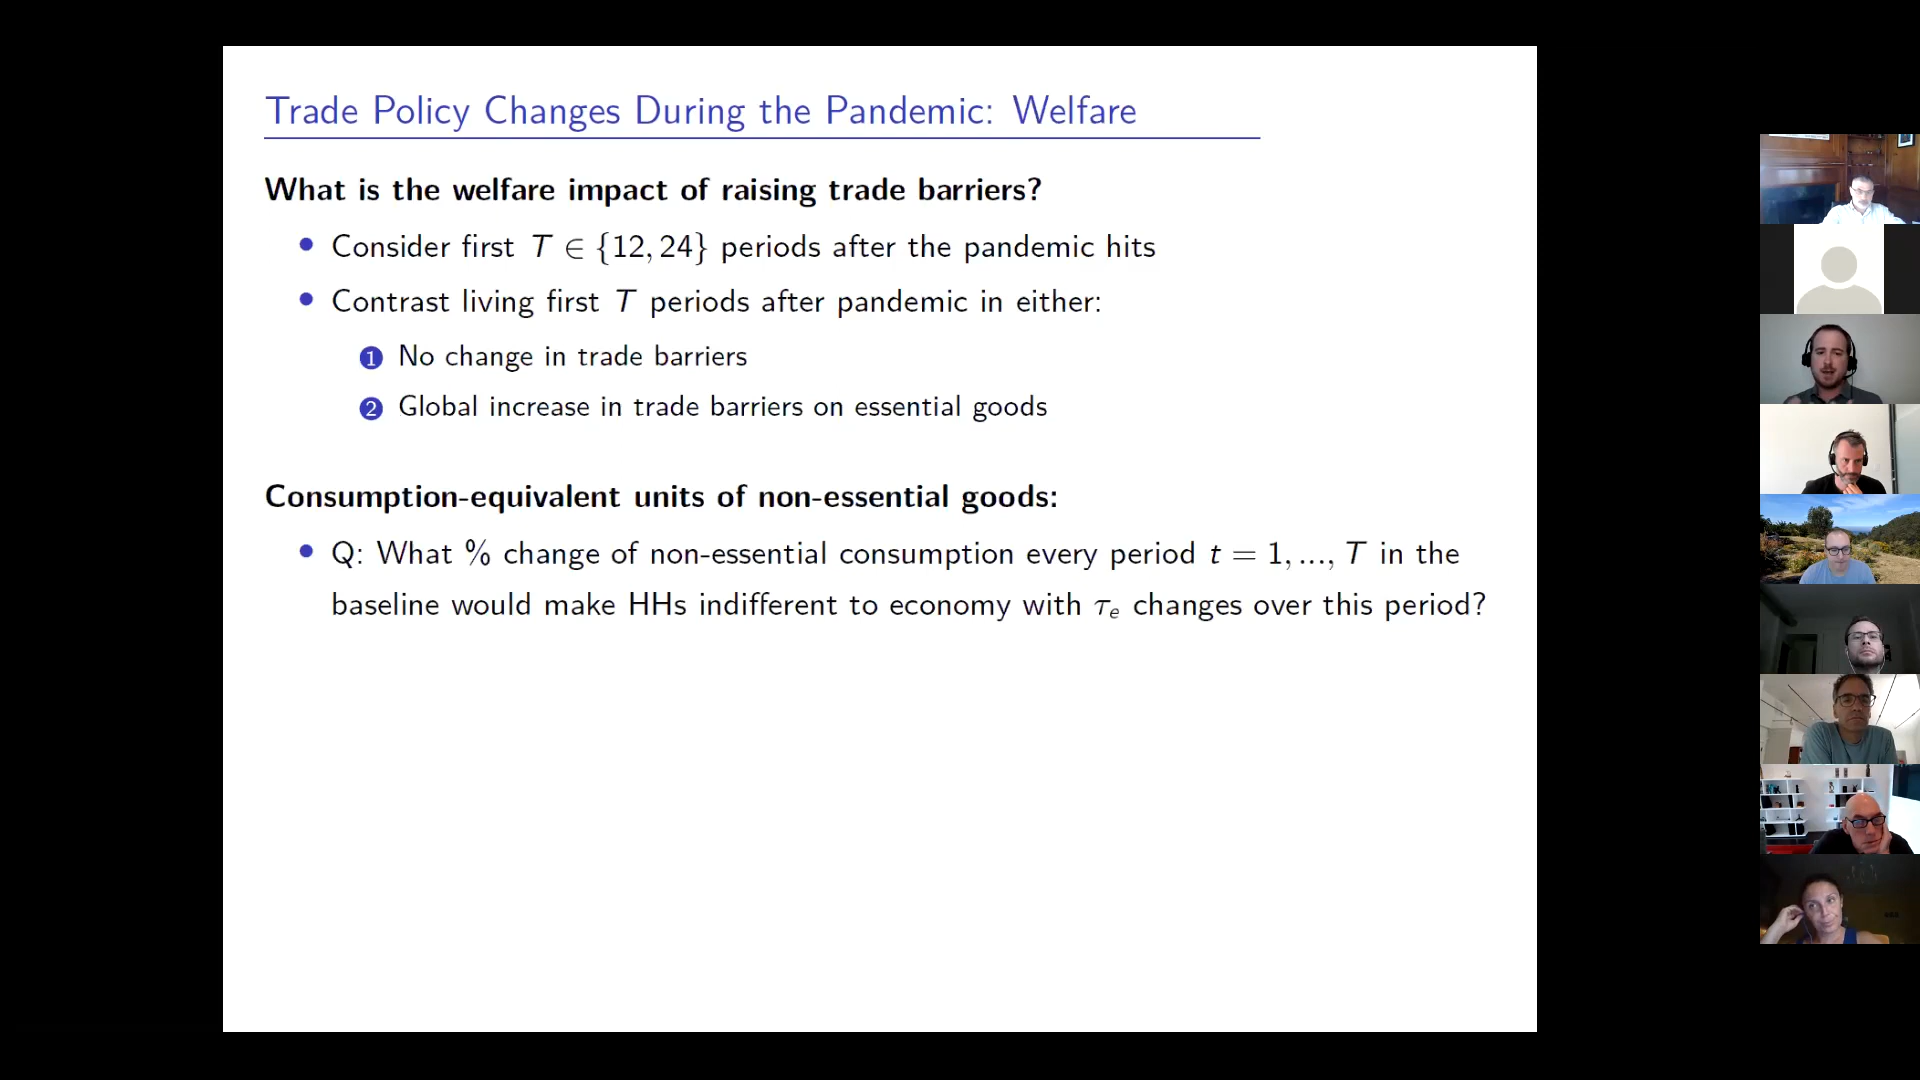 Trade Policy Changes During the Pandemic: Welfare
What is the welfare impact of raising trade barriers?
• Consider first T ∈ {12, 24} periods after the pandemic hits
• Contrast living first T periods after pandemic in either:
1 No change in trade barriers
2 Global increase in trade barriers on essential goods
Consumption-equivalent units of non-essential goods:
• Q: What % change of non-essential consumption every period t = 1, ..., T in the
baseline would make HHs indifferent to economy with τe changes over this period?